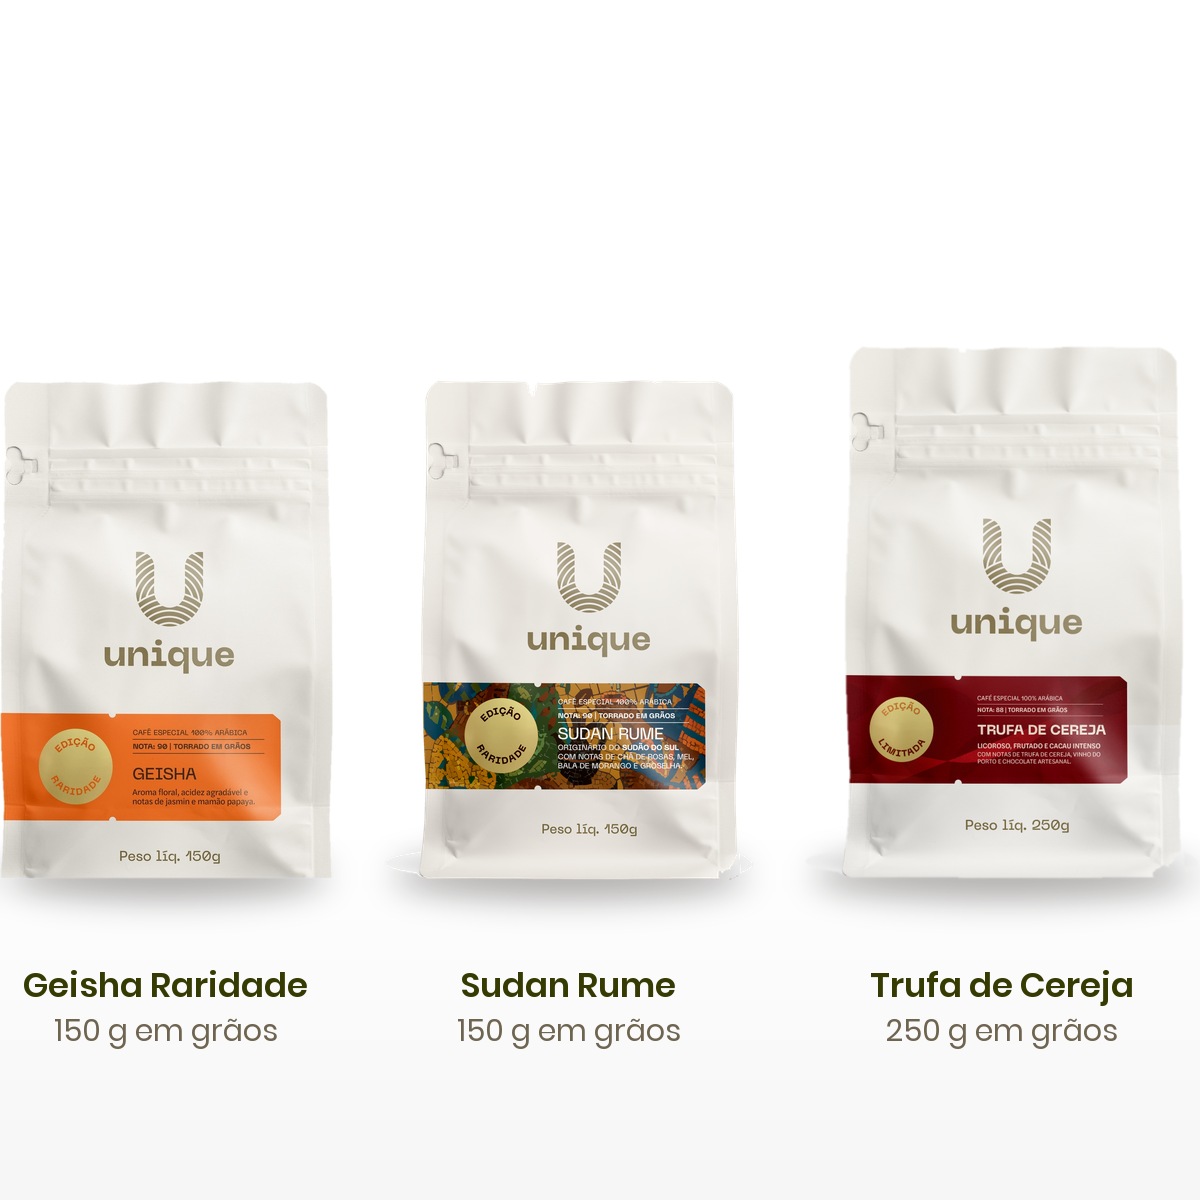 unique
EDIÇÃO
RARIDADE
CAFÉ ESPECIAL 100% ARÁBICA
NOTA: 90 | TORRADO EM GRÃOS
GEISHA
Aroma floral, acidez agradável e
notas de jasmin e mamão papaya.
Peso líq. 150g
Geisha Raridade
150 g em grãos
unique
EDIÇÃO
RARIDADE
CAFÉ ESPECIAL 100% ARÁBICA
NOTA: 90 | TORRADO EM GRÃOS
SUDAN RUME
ORIGINÁRIO DO SUDÃO DO SUL
COM NOTAS DE CHÁ DE ROSAS, MEL,
BALA DE MORANGO E GROSELHA.
Peso líq. 150g
Sudan Rume
150 g em grãos
unique
EDIÇÃO
LIMITADA
CAFÉ ESPECIAL 100% ARÁBICA
NOTA: 88 | TORRADO EM GRÃOS
TRUFA DE CEREJA
LICOROSO, FRUTADO E CACAU INTENSO
COM NOTAS DE TRUFA DE CEREJA, VINHO DO
PORTO E CHOCOLATE ARTESANAL.
Peso líq. 250g
Trufa de Cereja
250 g em grãos